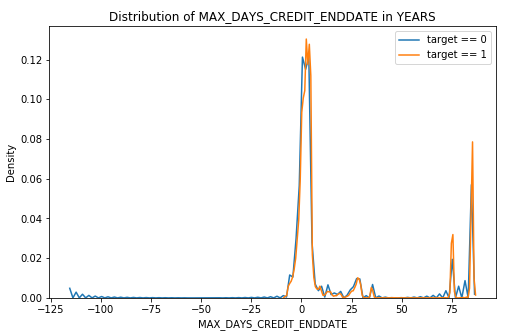 Distribution of MAX_DAYS_CREDIT_ENDDATE in YEARS
target == 0
target == 1
Density
0.12
0.10
0.08
0.06
0.04
0.02
0.00
−125 −100 −75 −50 −25 0 25 50 75
MAX_DAYS_CREDIT_ENDDATE